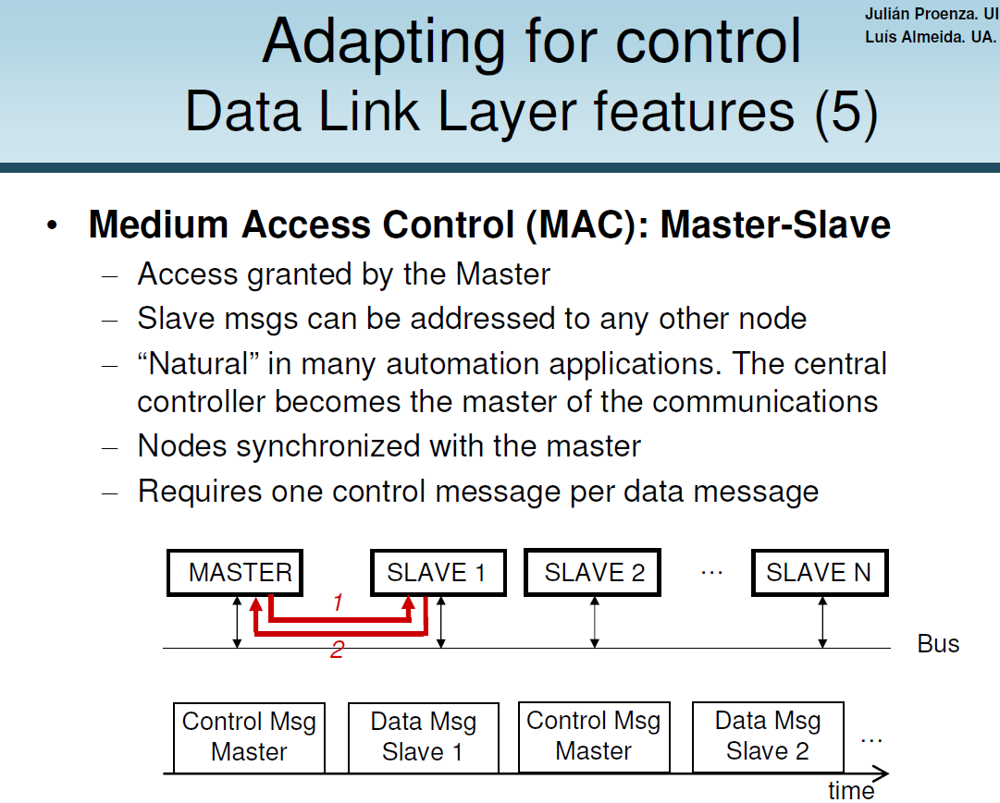 Adapting for control
Data Link Layer features (5)
Julián Proenza. UI
Luís Almeida. UA.
• Medium Access Control (MAC): Master-Slave
– Access granted by the Master
– Slave msgs can be addressed to any other node
– “Natural” in many automation applications. The central
controller becomes the master of the communications
– Nodes synchronized with the master
– Requires one control message per data message
MASTER SLAVE 1 SLAVE 2 ... SLAVE N
1
2
Bus
Control Msg Data Msg Control Msg Data Msg
Master Slave 1 Master Slave 2 ...
time